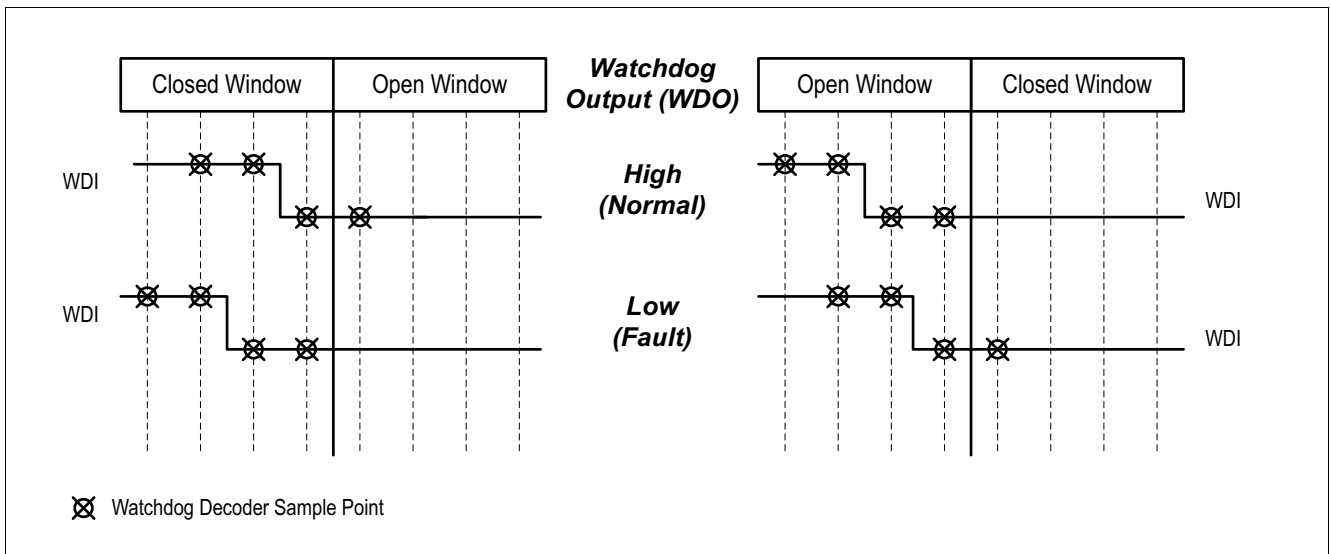 Closed Window
Open Window
Watchdog
Output (WDO)
Open Window
Closed Window
WDI
High
(Normal)
WDI
WDI
Low
(Fault)
WDI
Watchdog Decoder Sample Point